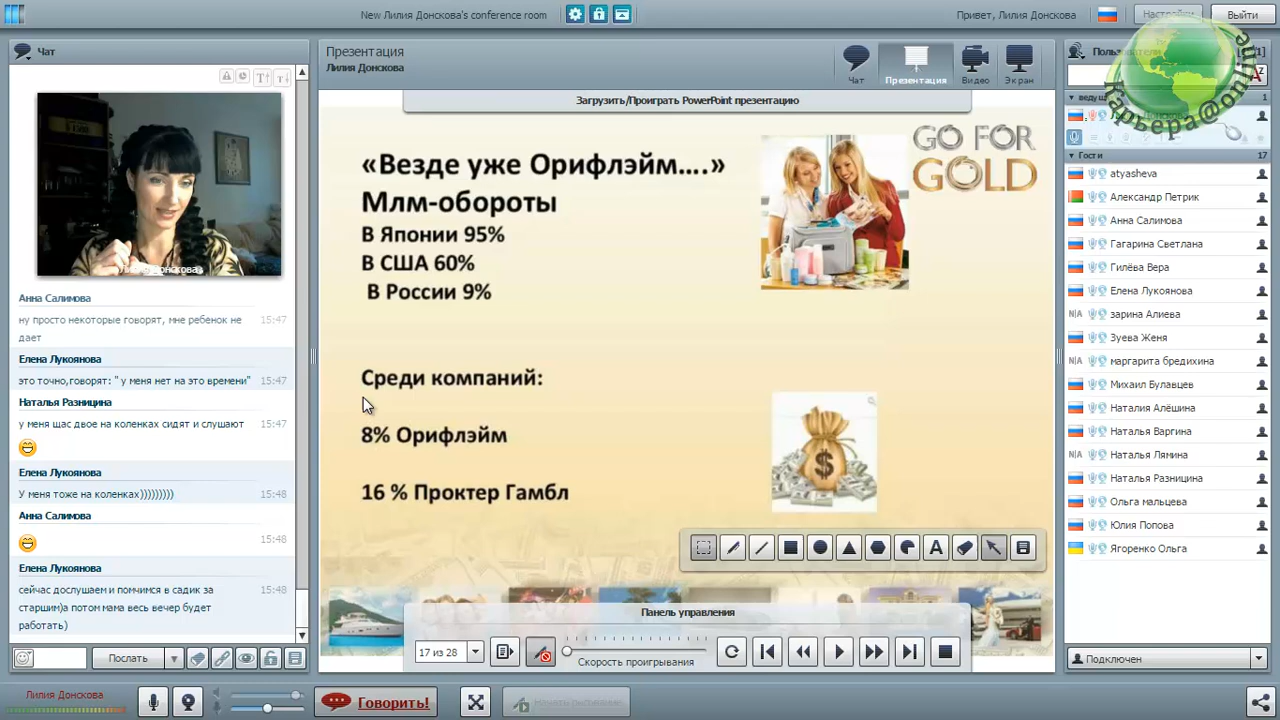 New Лилия Донскова's conference room
Привет, Лилия Донскова
Настройки
Выйти
Чат
Анна Салимова
ну просто некоторые говорят, мне ребенок не
дает
15:47
Елена Лукоянова
это точно,говорят: " у меня нет на это времени"
15:47
Наталья Разницина
у меня щас двое на коленках сидят и слушают
15:47
Елена Лукоянова
У меня тоже на коленках)))))))))
15:48
Анна Салимова
15:48
Елена Лукоянова
сейчас дослушаем и помчимся в садик за
15:48
старшим)а потом мама весь вечер будет
работать)
Послать
Презентация
Лилия Донскова
Чат
Презентация
Видео
Экран
Загрузить/Проиграть PowerPoint презентацию
«Везде уже Орифлэйм….»
Млм-обороты
В Японии 95%
В США 60%
В России 9%
GO FOR
GOLD
Среди компаний:
8% Орифлэйм
16 % Проктер Гамбл
$
A
Панель управления
17 из 28
Скорость проигрывания
карьера@online
1
Гости
17
atyasheva
Александр Петрик
Анна Салимова
Гагарина Светлана
Гилёва Вера
Елена Лукоянова
N/A зарина Алиева
Зуева Женя
N/A маргарита бредихина
Михаил Булавцев
Наталия Алёшина
Наталья Варгина
N/A Наталья Лямина
Наталья Разницина
Ольга мальцева
Юлия Попова
Ягоренко Ольга
Подключен
Лилия Донскова
Говорить!